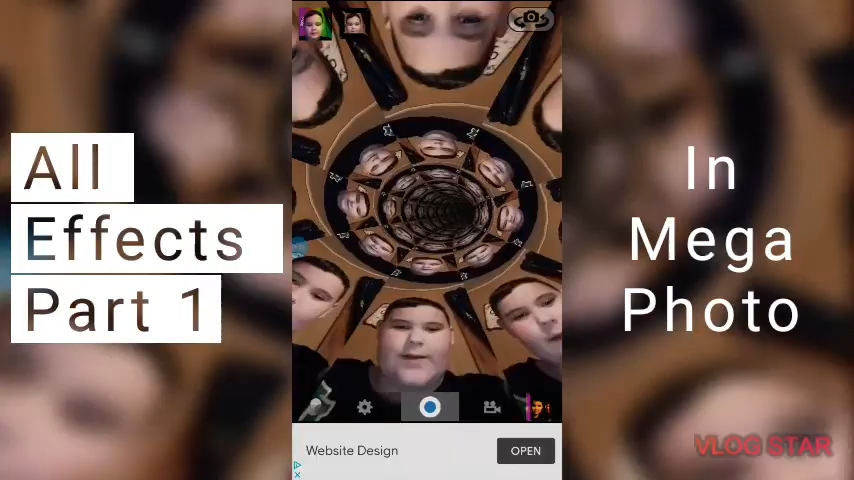 All
Effects
Part 1
In
Mega
Photo
Website Design
OPEN
VLOG STAR